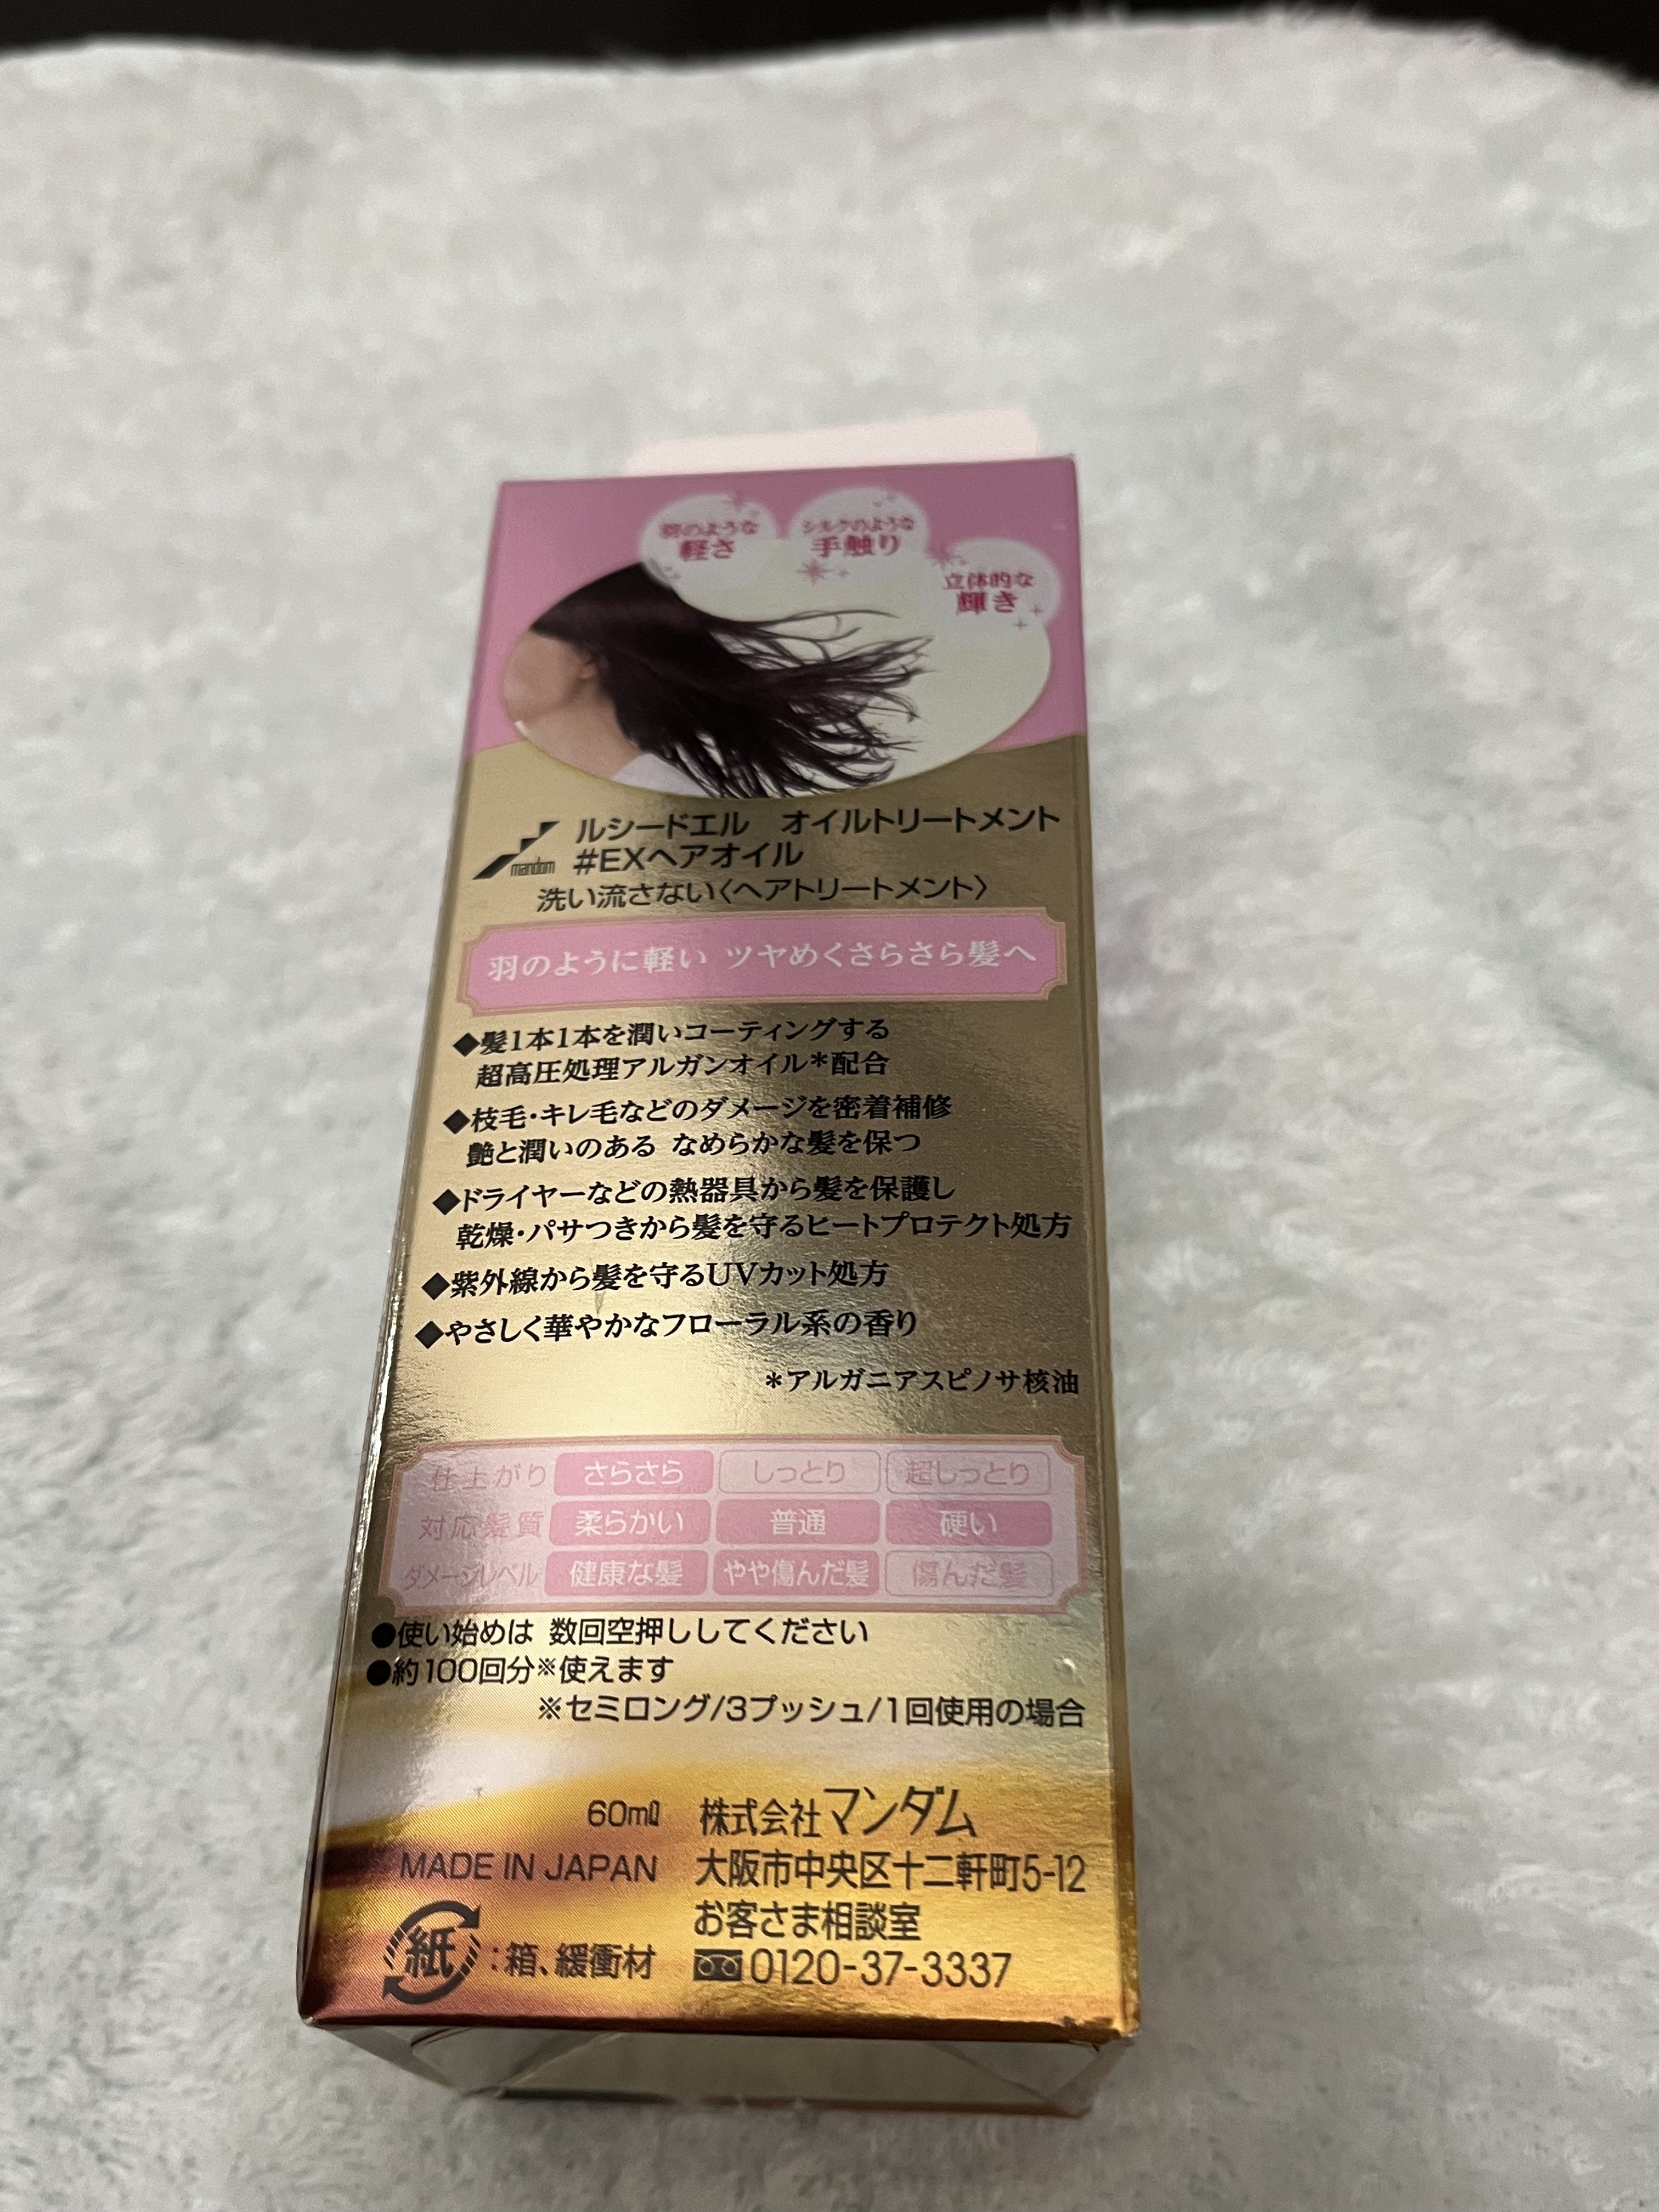 羽のような
軽さ
シルクのような
手触り
立体的な
輝き
mandom
ルシードエル　オイルトリートメント
#EXヘアオイル
洗い流さない〈ヘアトリートメント〉
羽のように軽い ツヤめくさらさら髪へ
◆髪1本1本を潤いコーティングする
超高圧処理アルガンオイル*配合
◆枝毛・キレ毛などのダメージを密着補修
艶と潤いのある なめらかな髪を保つ
◆ドライヤーなどの熱器具から髪を保護し
乾燥・パサつきから髪を守るヒートプロテクト処方
◆紫外線から髪を守るUVカット処方
◆やさしく華やかなフローラル系の香り
*アルガニアスピノサ核油
仕上がり さらさら しっとり 超しっとり
対応髪質 柔らかい 普通 硬い
ダメージレベル 健康な髪 やや傷んだ髪 傷んだ髪
●使い始めは 数回空押ししてください
●約100回分※使えます
※セミロング/3プッシュ/1回使用の場合
60mℓ 株式会社マンダム
MADE IN JAPAN 大阪市中央区十二軒町5-12
お客さま相談室
紙:箱、緩衝材 0120-37-3337